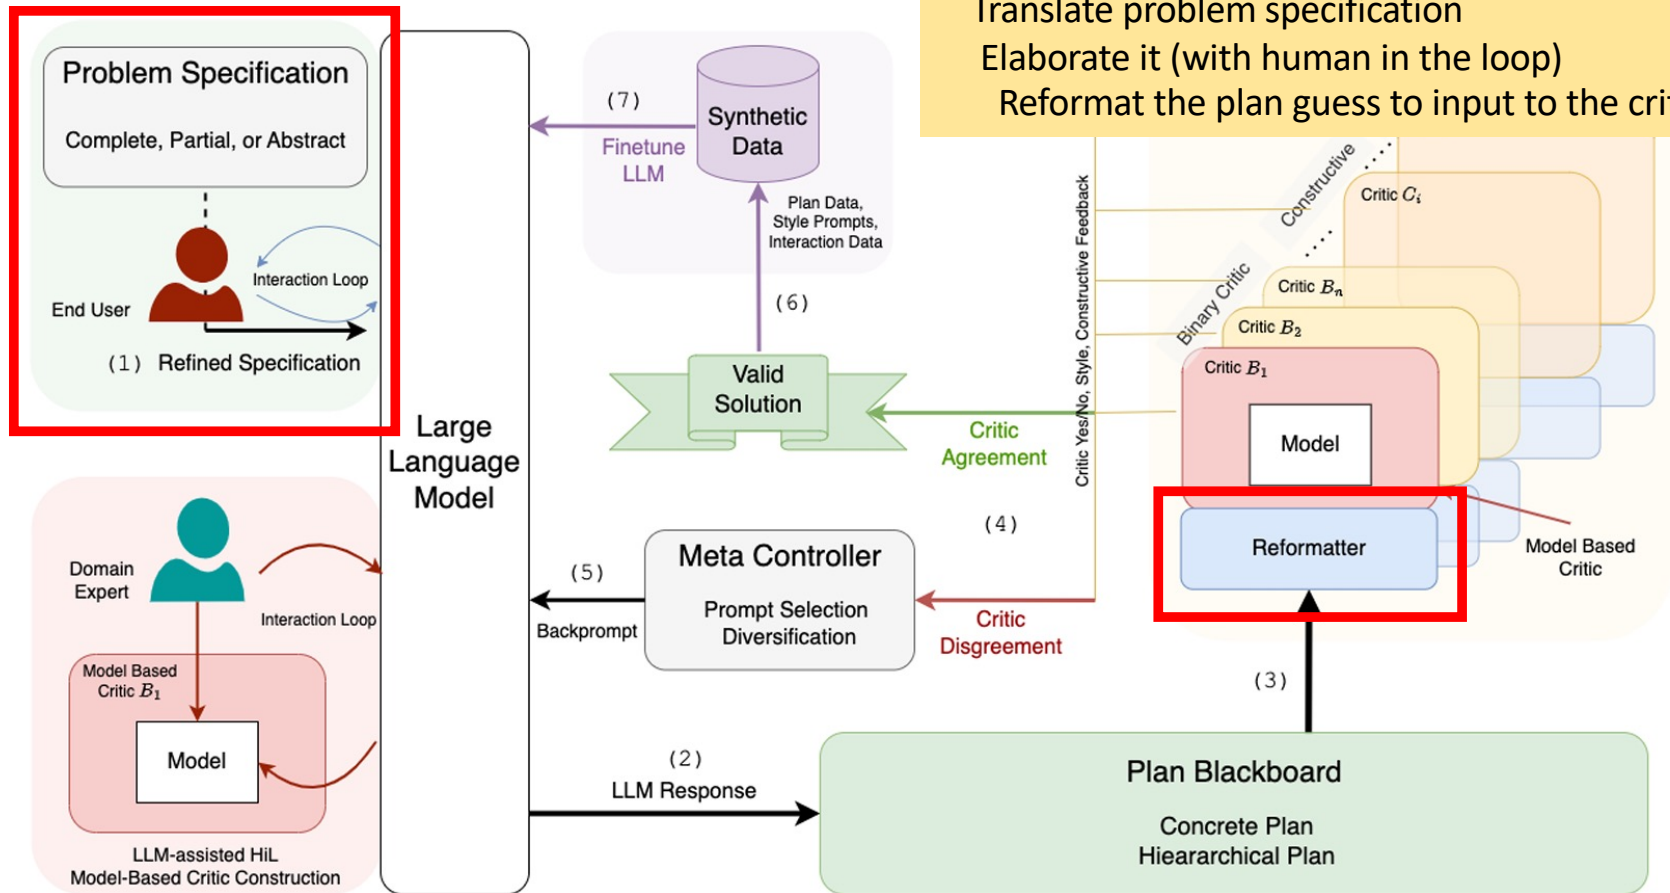 Translate problem specification
Elaborate it (with human in the loop)
Reformat the plan guess to input to the
Problem Specification
Complete, Partial, or Abstract
Interaction Loop
End User
(1) Refined Specification
Large
Language
Model
(7)
Finetune
LLM
Synthetic
Data
Plan Data,
Style Prompts,
Interaction Data
(6)
Valid
Solution
Critic
Agreement
Critic Yes/No, Style, Constructive Feedback
Constructive
Binary Critic
Critic Cᵢ
Critic Bₙ
Critic B₂
Critic B₁
Model
Reformatter
Model Based
Critic
(4)
Meta Controller
Prompt Selection
Diversification
(5)
Backprompt
Critic
Disgreement
(3)
Domain
Expert
Interaction Loop
Model Based
Critic B₁
Model
LLM-assisted HiL
Model-Based Critic Construction
(2)
LLM Response
Plan Blackboard
Concrete Plan
Hieararchical Plan